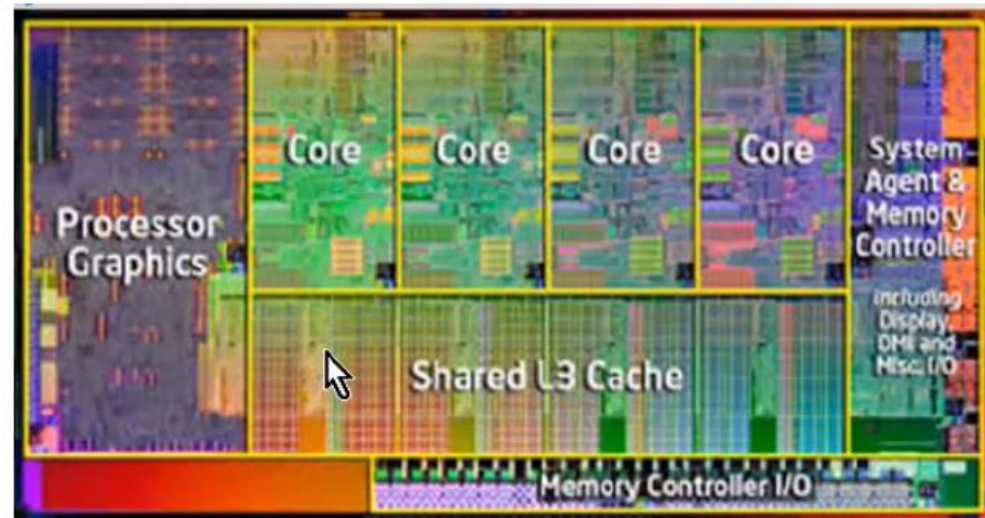 Processor
Graphics
Core
Core
Core
Core
System
Agent &
Memory
Controller
including
Display,
DMI and
Misc. I/O
Shared L3 Cache
Memory Controller I/O